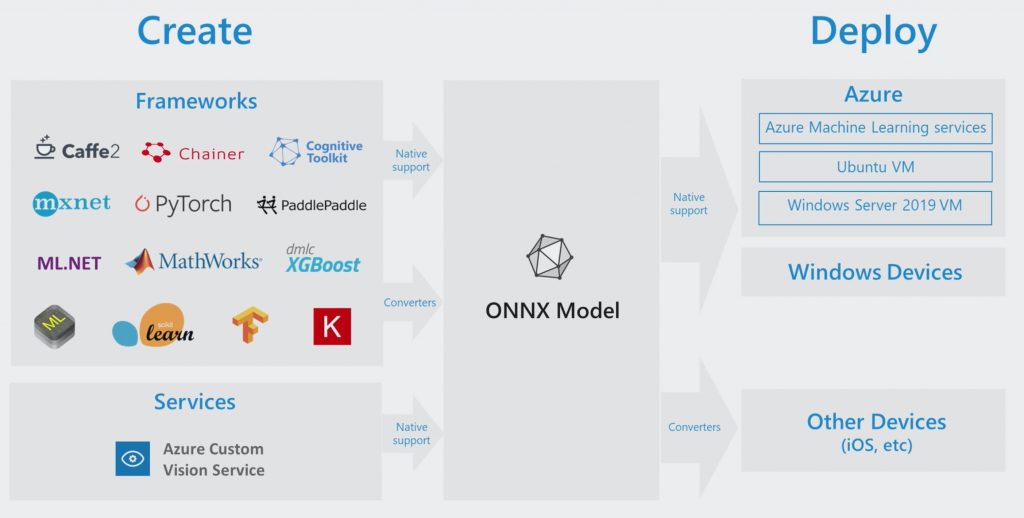 Create
Deploy
Frameworks
Caffe2
Chainer
Cognitive
Toolkit
mxnet
PyTorch
PaddlePaddle
ML.NET
MathWorks®
dmlc
XGBoost
ML
scikit
learn
K
Services
Azure Custom
Vision Service
Native
support
Converters
Native
support
ONNX Model
Native
support
Converters
Azure
Azure Machine Learning services
Ubuntu VM
Windows Server 2019 VM
Windows Devices
Other Devices
(iOS, etc)